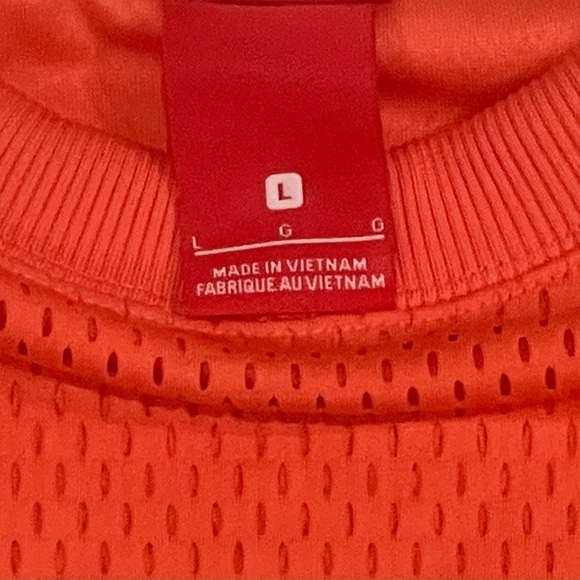 L
L G G
MADE IN VIETNAM
FABRIQUE AU VIETNAM